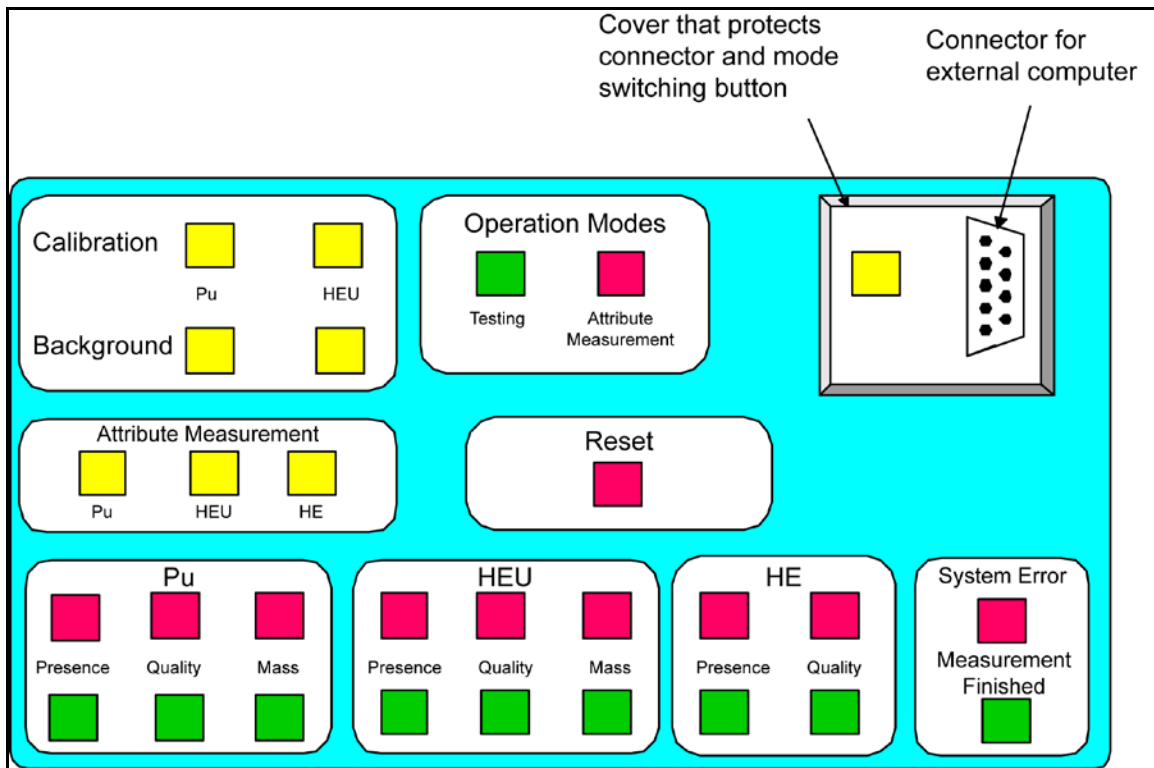 Cover that protects
connector and mode
switching button
Connector for
external computer
Calibration
Pu
HEU
Background
Operation Modes
Testing
Attribute
Measurement
Attribute Measurement
Pu
HEU
HE
Reset
Pu
Presence
Quality
Mass
HEU
Presence
Quality
Mass
HE
Presence
Quality
System Error
Measurement
Finished